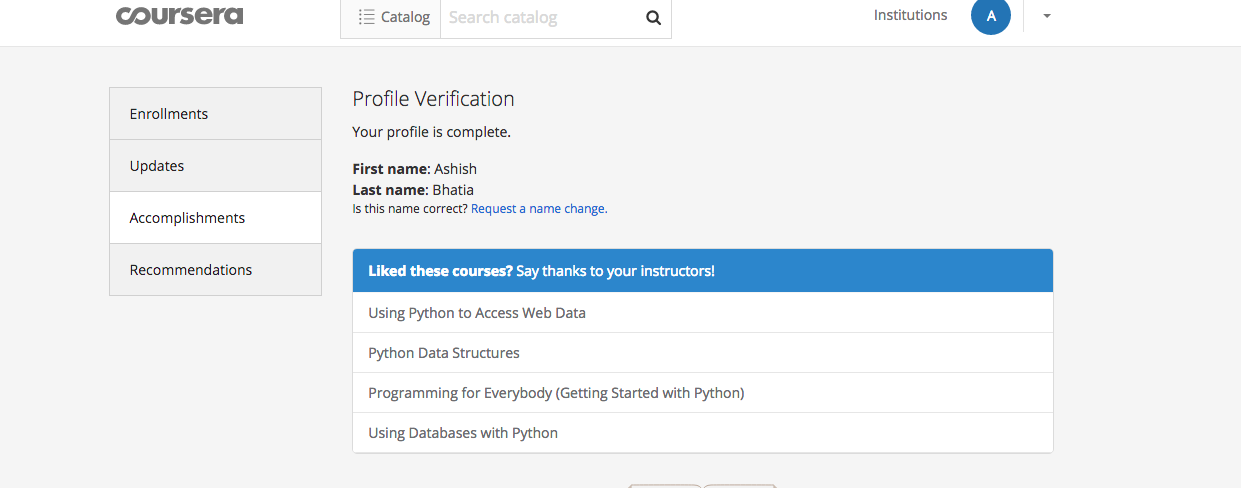 coursera
Catalog
Search catalog
Institutions
A
Enrollments
Updates
Accomplishments
Recommendations
Profile Verification
Your profile is complete.
First name: Ashish
Last name: Bhatia
Is this name correct? Request a name change.
Liked these courses? Say thanks to your instructors!
Using Python to Access Web Data
Python Data Structures
Programming for Everybody (Getting Started with Python)
Using Databases with Python